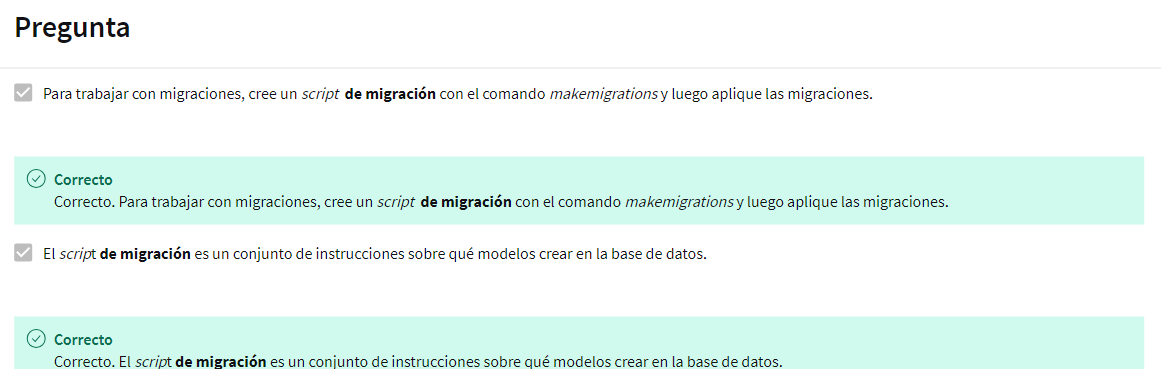 Pregunta
Para trabajar con migraciones, cree un script de migración con el comando makemigrations y luego aplique las migraciones.
Correcto
Correcto. Para trabajar con migraciones, cree un script de migración con el comando makemigrations y luego aplique las migraciones.
El script de migración es un conjunto de instrucciones sobre qué modelos crear en la base de datos.
Correcto
Correcto. El script de migración es un conjunto de instrucciones sobre qué modelos crear en la base de datos.